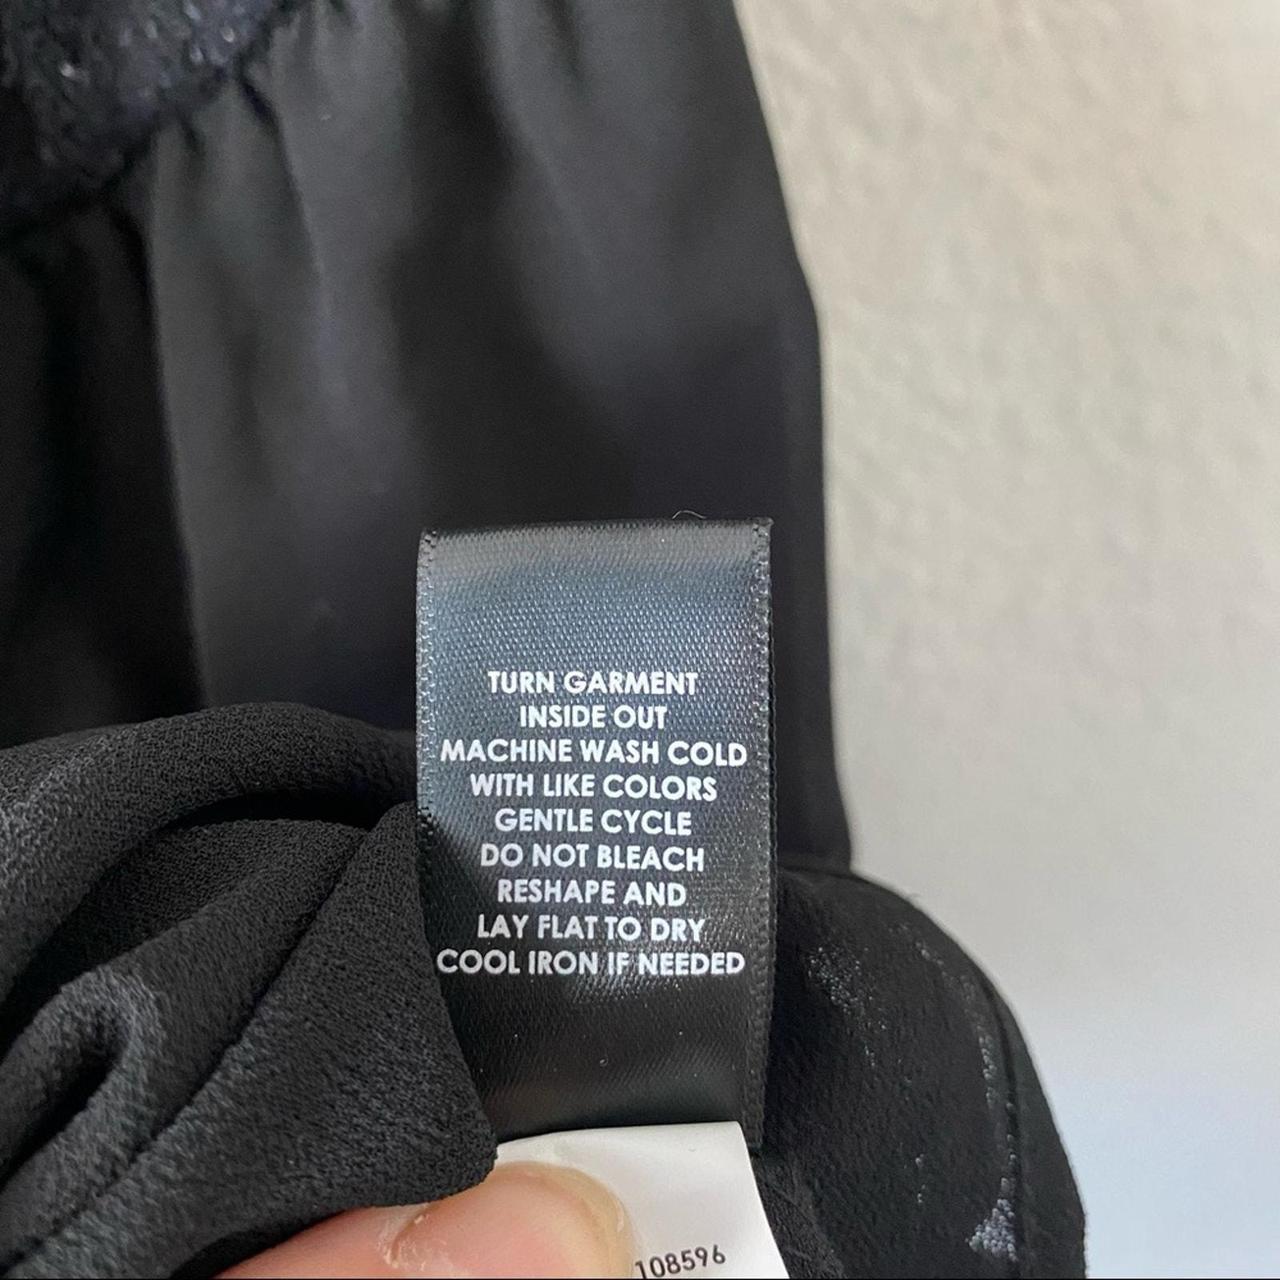 TURN GARMENT
INSIDE OUT
MACHINE WASH COLD
WITH LIKE COLORS
GENTLE CYCLE
DO NOT BLEACH
RESHAPE AND
LAY FLAT TO DRY
COOL IRON IF NEEDED
108596